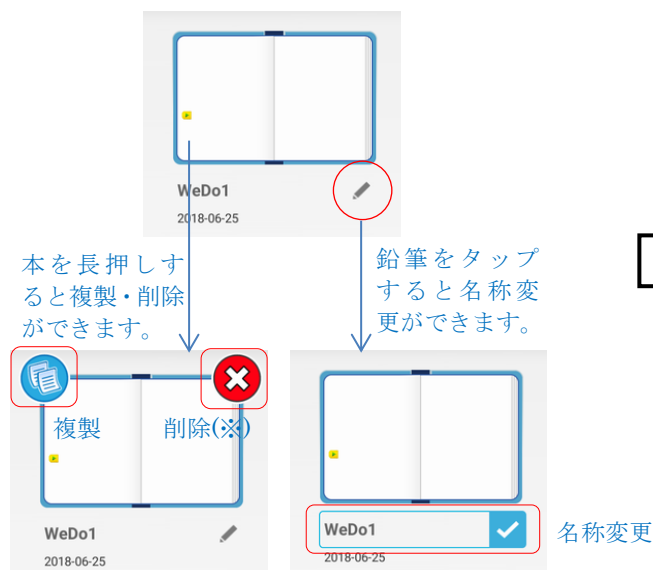 WeDo1
2018-06-25
本を長押しす
ると複製・削除
ができます。
鉛筆をタップ
すると名称変
更ができます。
複製
削除(※)
WeDo1
2018-06-25
WeDo1
2018-06-25
名称変更